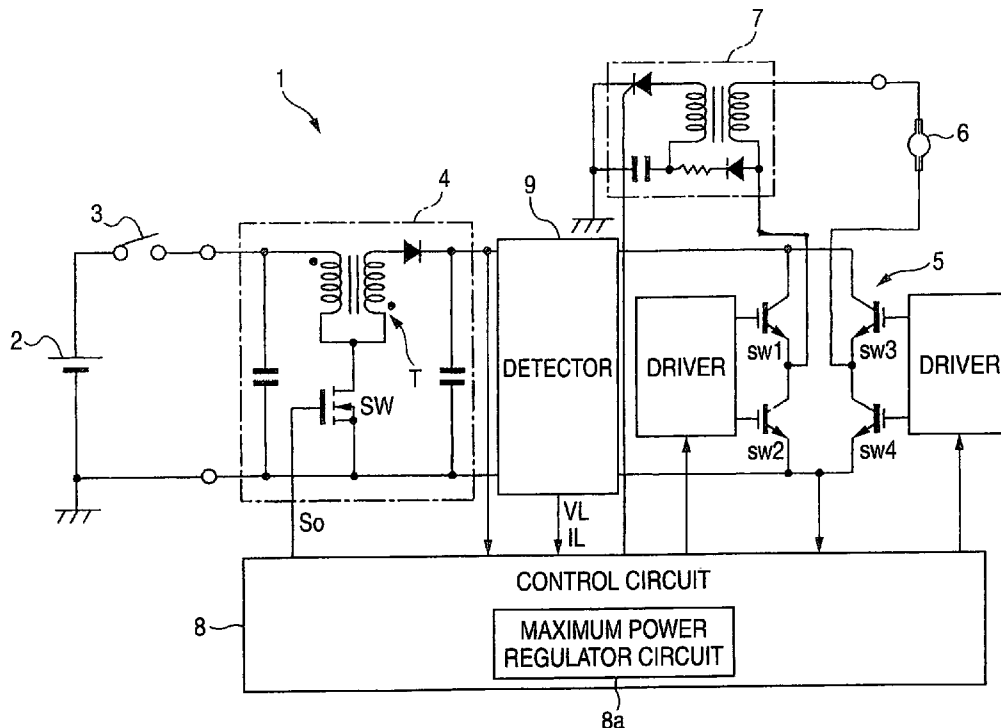 7
1
6
9
4
3
5
2
T
SW
DETECTOR
DRIVER
sw1
sw2
sw3
sw4
DRIVER
So
VL
IL
CONTROL CIRCUIT
8
MAXIMUM POWER
REGULATOR CIRCUIT
8a